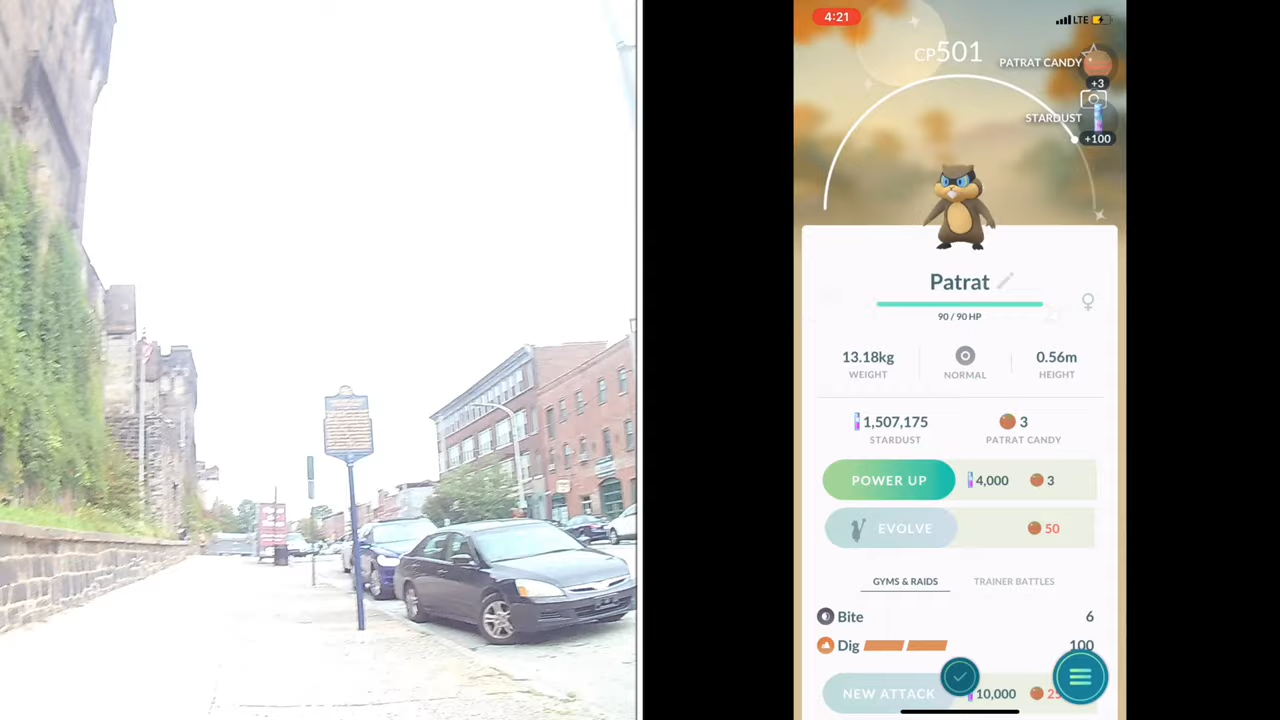 4:21
LTE
CP501
PATRAT CANDY
+3
STARDUST
+100
Patrat
90 / 90 HP
13.18kg
WEIGHT
NORMAL
0.56m
HEIGHT
1,507,175
STARDUST
3
PATRAT CANDY
POWER UP
4,000
3
EVOLVE
50
GYMS & RAIDS
TRAINER BATTLES
Bite
6
Dig
100
NEW ATTACK
10,000